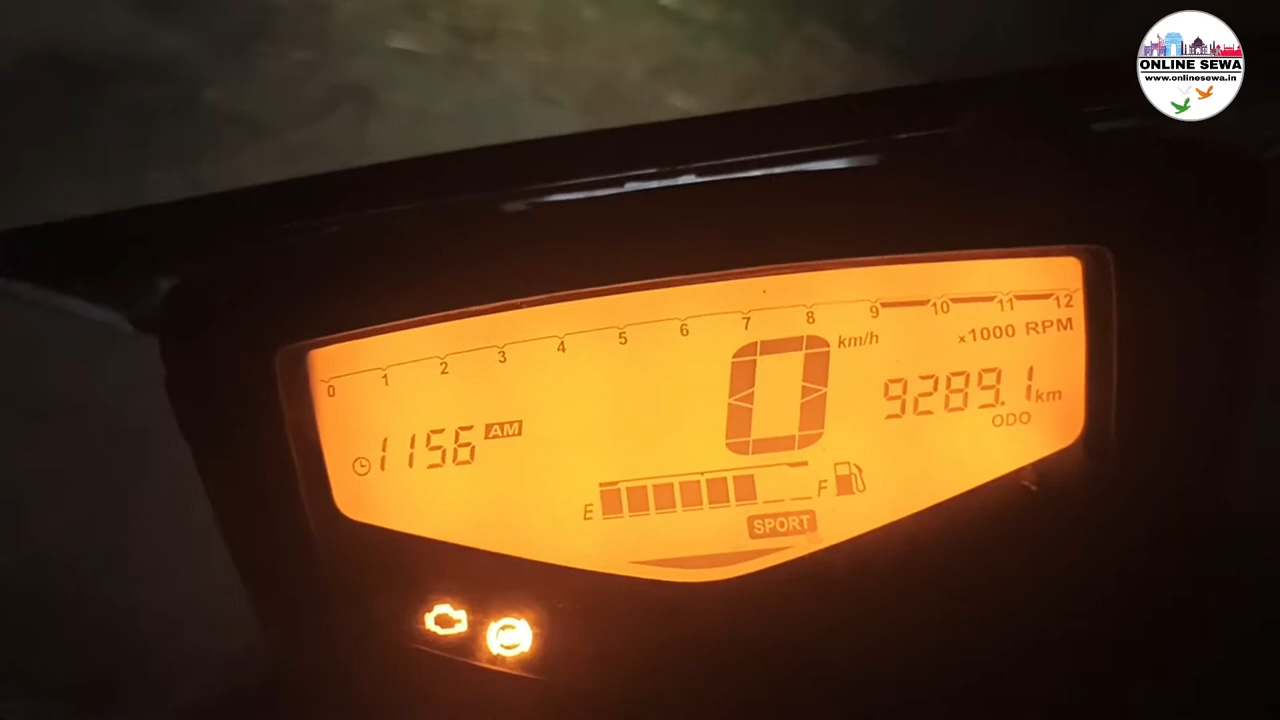 ONLINE SEWA
www.onlinesewa.in
0 1 2 3 4 5 6 7 8 9 10 11 12
x1000 RPM
0 km/h
9289.1 km
ODO
1156 AM
E F
SPORT